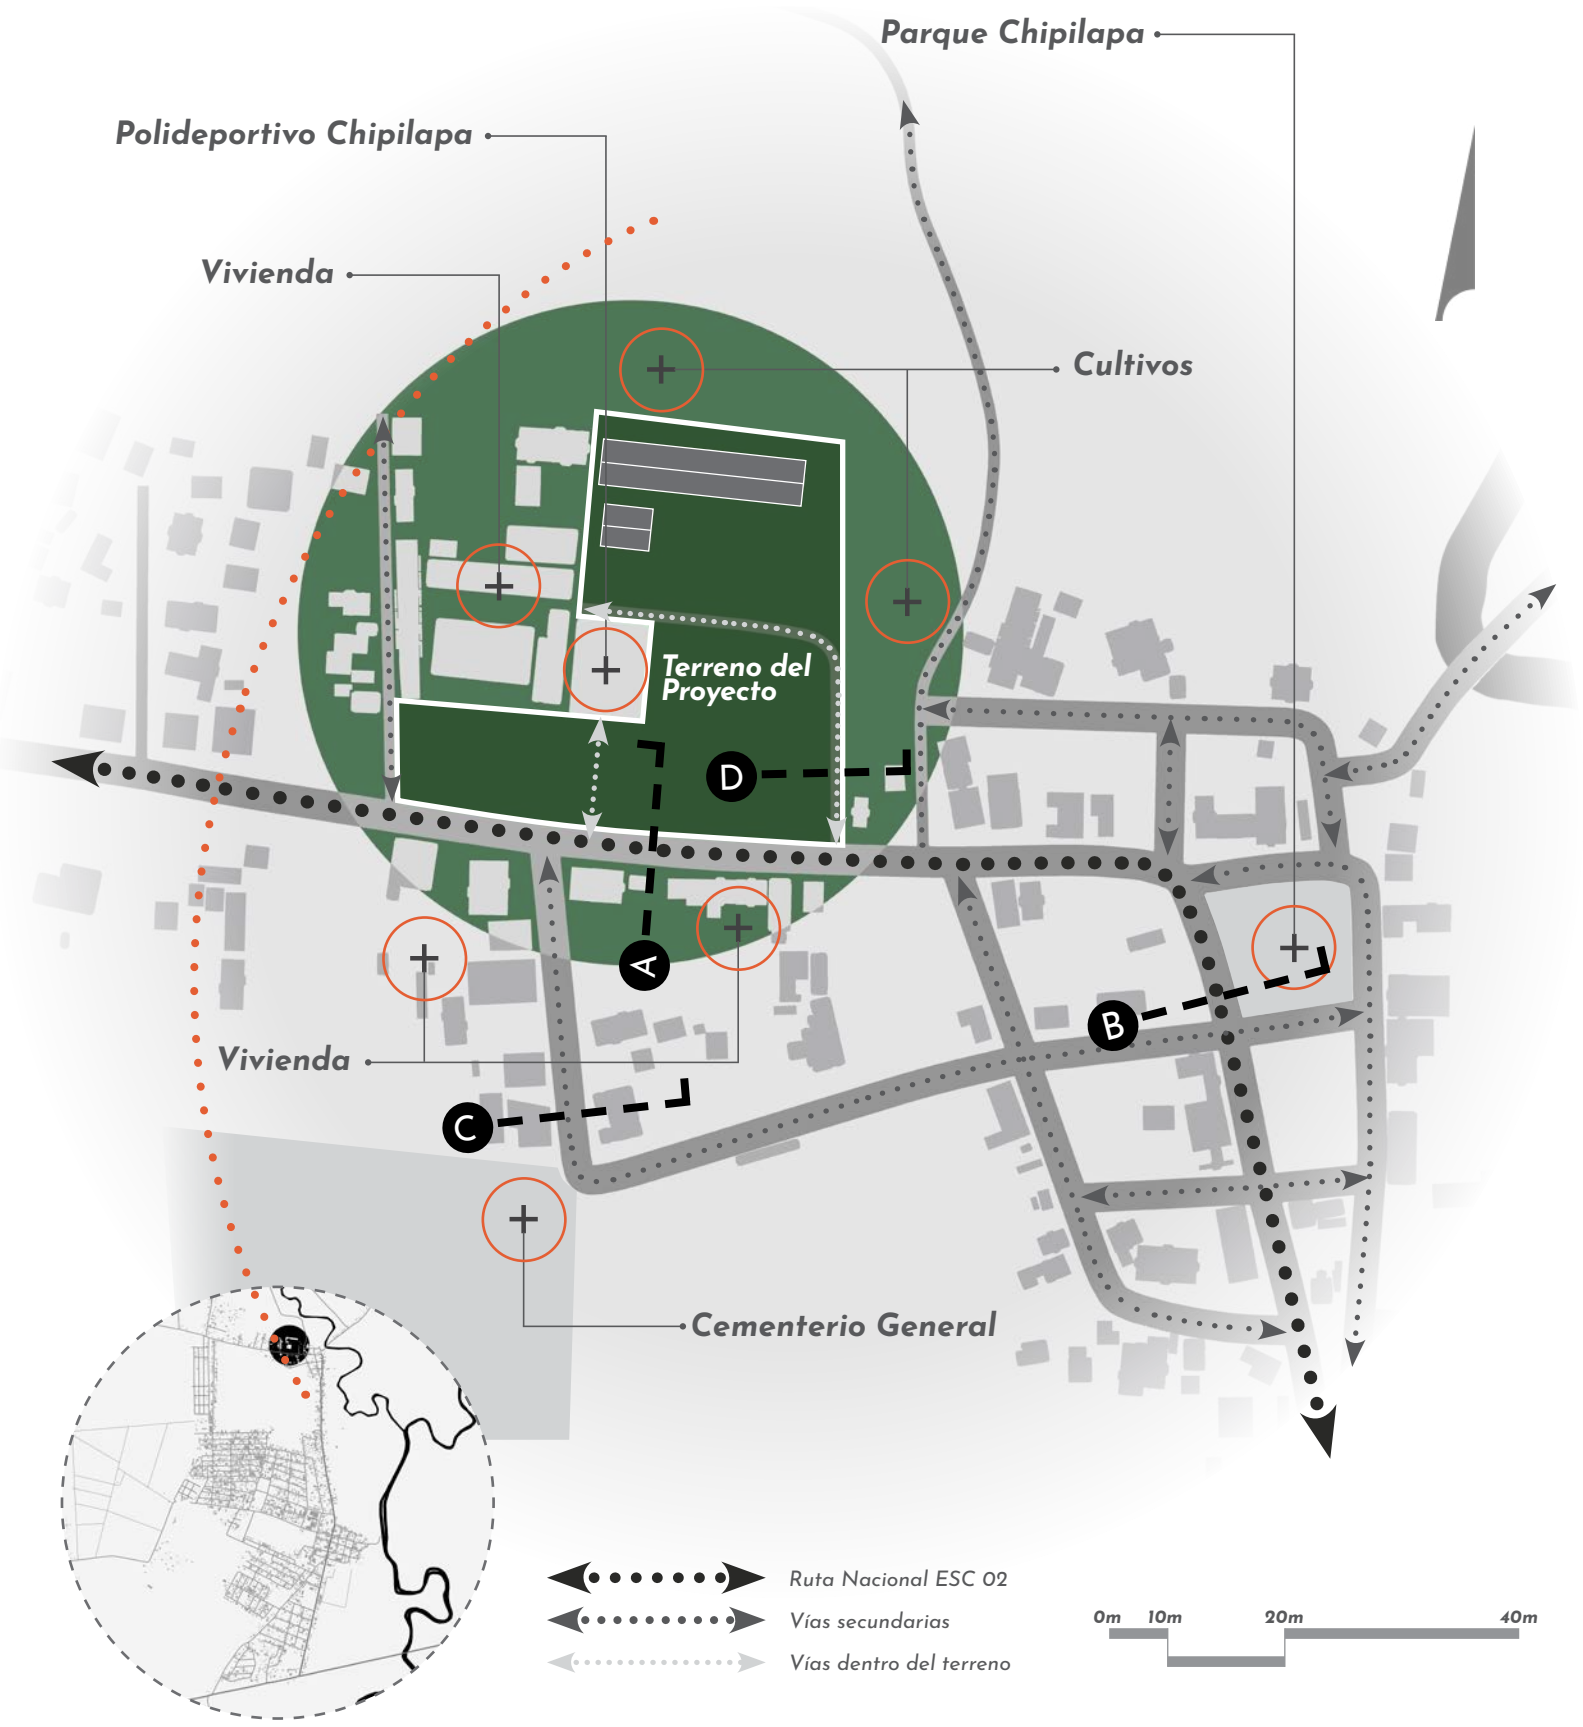 Parque Chipilapa
Polideportivo Chipilapa
Vivienda
Cultivos
Terreno del
Proyecto
D
A
B
Vivienda
C
Cementerio General
Ruta Nacional ESC 02
Vías secundarias
Vías dentro del terreno
0m 10m 20m 40m